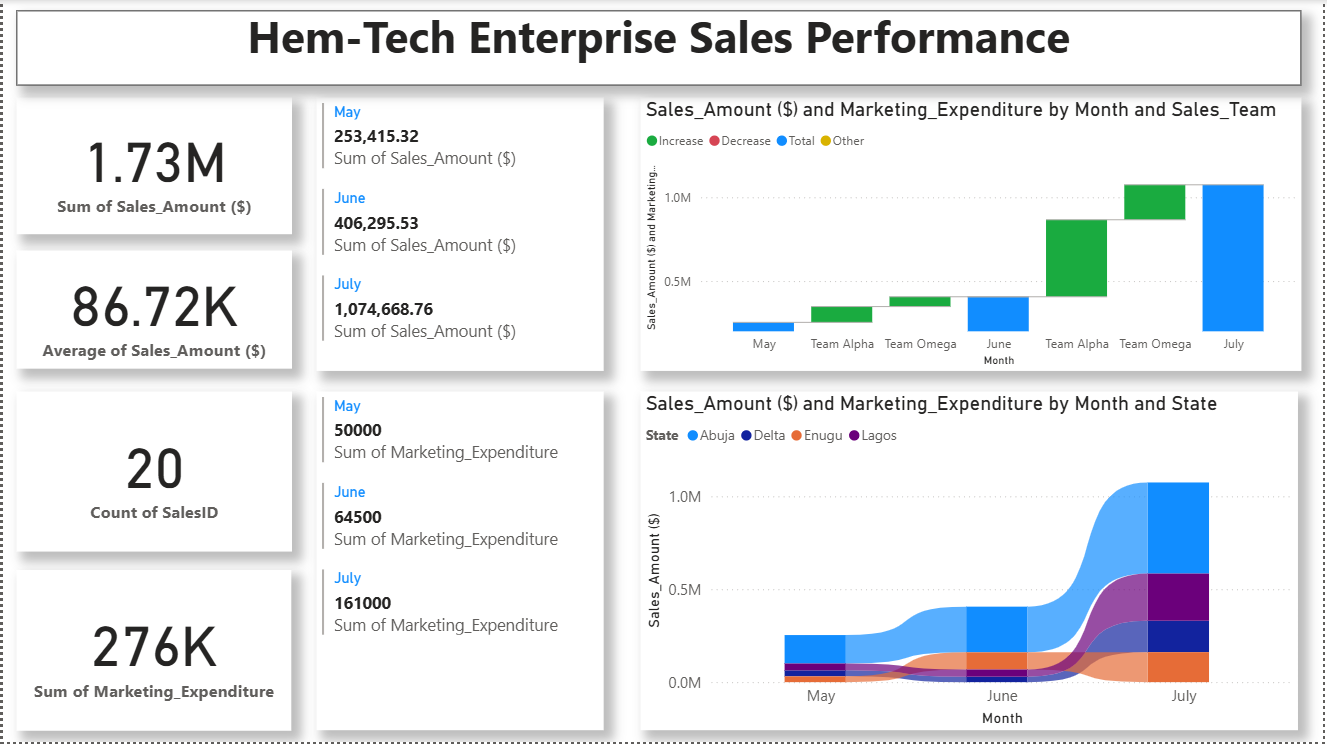 Hem-Tech Enterprise Sales Performance
1.73M
Sum of Sales_Amount ($)
86.72K
Average of Sales_Amount ($)
20
Count of SalesID
276K
Sum of Marketing_Expenditure
May
253,415.32
Sum of Sales_Amount ($)
June
406,295.53
Sum of Sales_Amount ($)
July
1,074,668.76
Sum of Sales_Amount ($)
May
50000
Sum of Marketing_Expenditure
June
64500
Sum of Marketing_Expenditure
July
161000
Sum of Marketing_Expenditure
Sales_Amount ($) and Marketing_Expenditure by Month and Sales_Team
Increase Decrease Total Other
Sales_Amount ($) and Marketing...
1.0M
0.5M
May Team Alpha Team Omega June Team Alpha Team Omega July
Month
Sales_Amount ($) and Marketing_Expenditure by Month and State
State Abuja Delta Enugu Lagos
Sales_Amount ($)
1.0M
0.5M
0.0M
May June July
Month